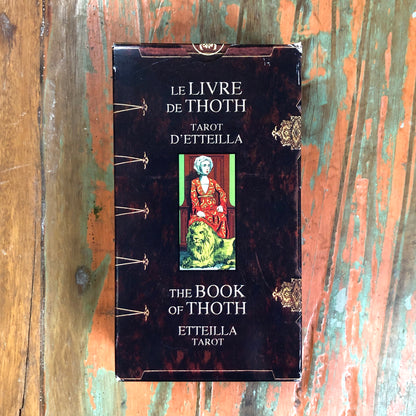 LE LIVRE
DE THOTH
TAROT
D'ETTEILLA
THE BOOK
OF THOTH
ETTEILLA
TAROT